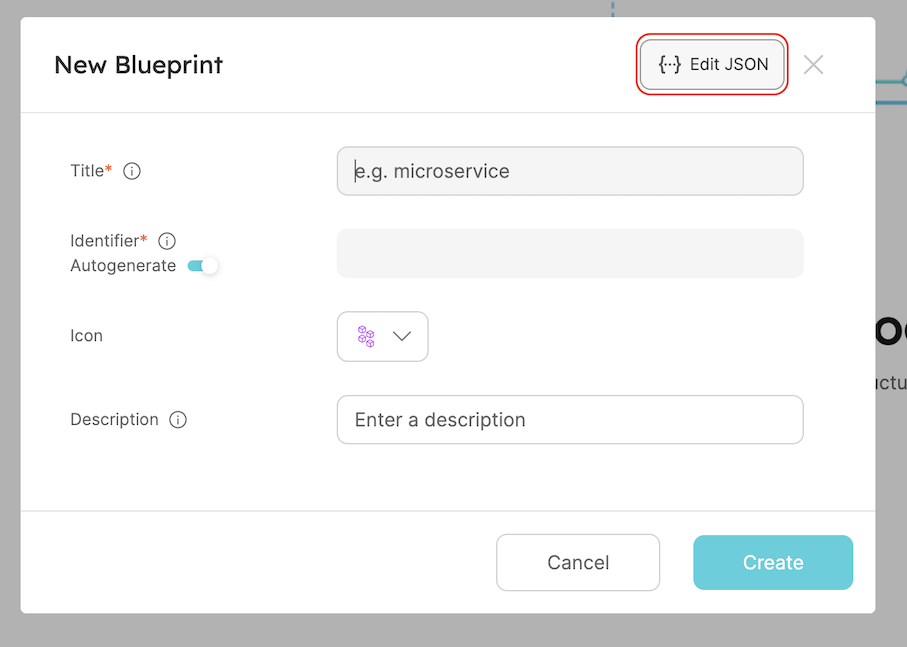 New Blueprint
{··} Edit JSON
Title*
e.g. microservice
Identifier*
Autogenerate
Icon
Description
Enter a description
Cancel
Create